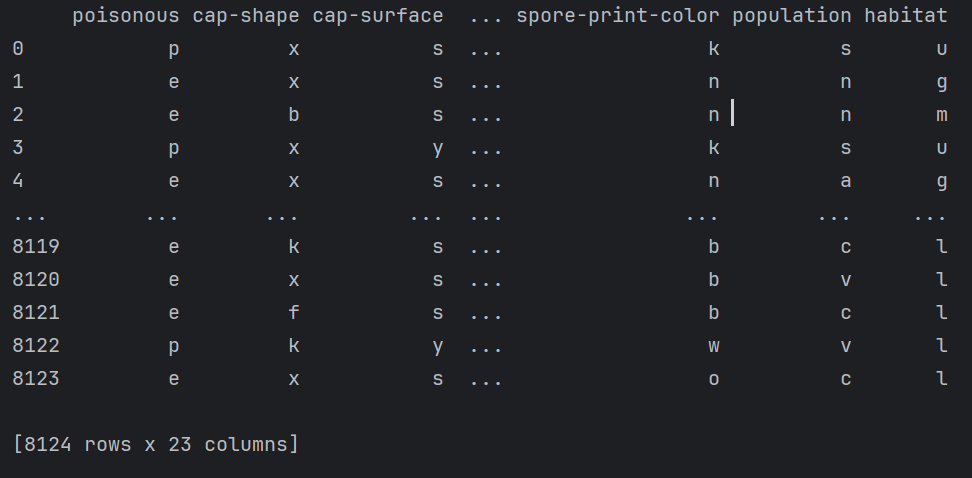 poisonous cap-shape cap-surface ... spore-print-color population habitat
0 p x s ... k s u
1 e x s ... n n g
2 e b s ... n n m
3 p x y ... k s u
4 e x s ... n a g
... ... ... ... ... ... ... ...
8119 e k s ... b c l
8120 e x s ... b v l
8121 e f s ... b c l
8122 p k y ... w v l
8123 e x s ... o c l
[8124 rows x 23 columns]